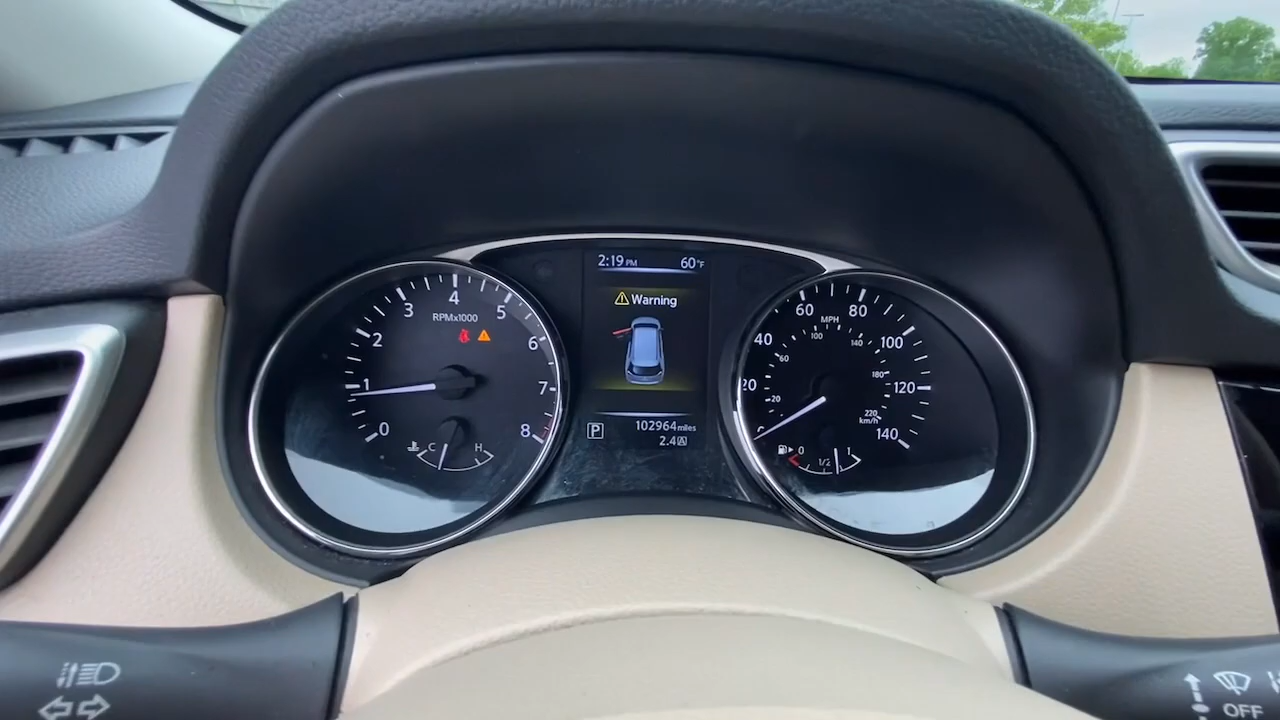 2:19 PM 60°F
Warning
RPMx1000
0 1 2 3 4 5 6 7 8
C H
MPH
20 40 60 80 100 120 140
20 60 100 140 180 220
km/h
0 1/2 1
P 102964 miles
2.4 A
OFF